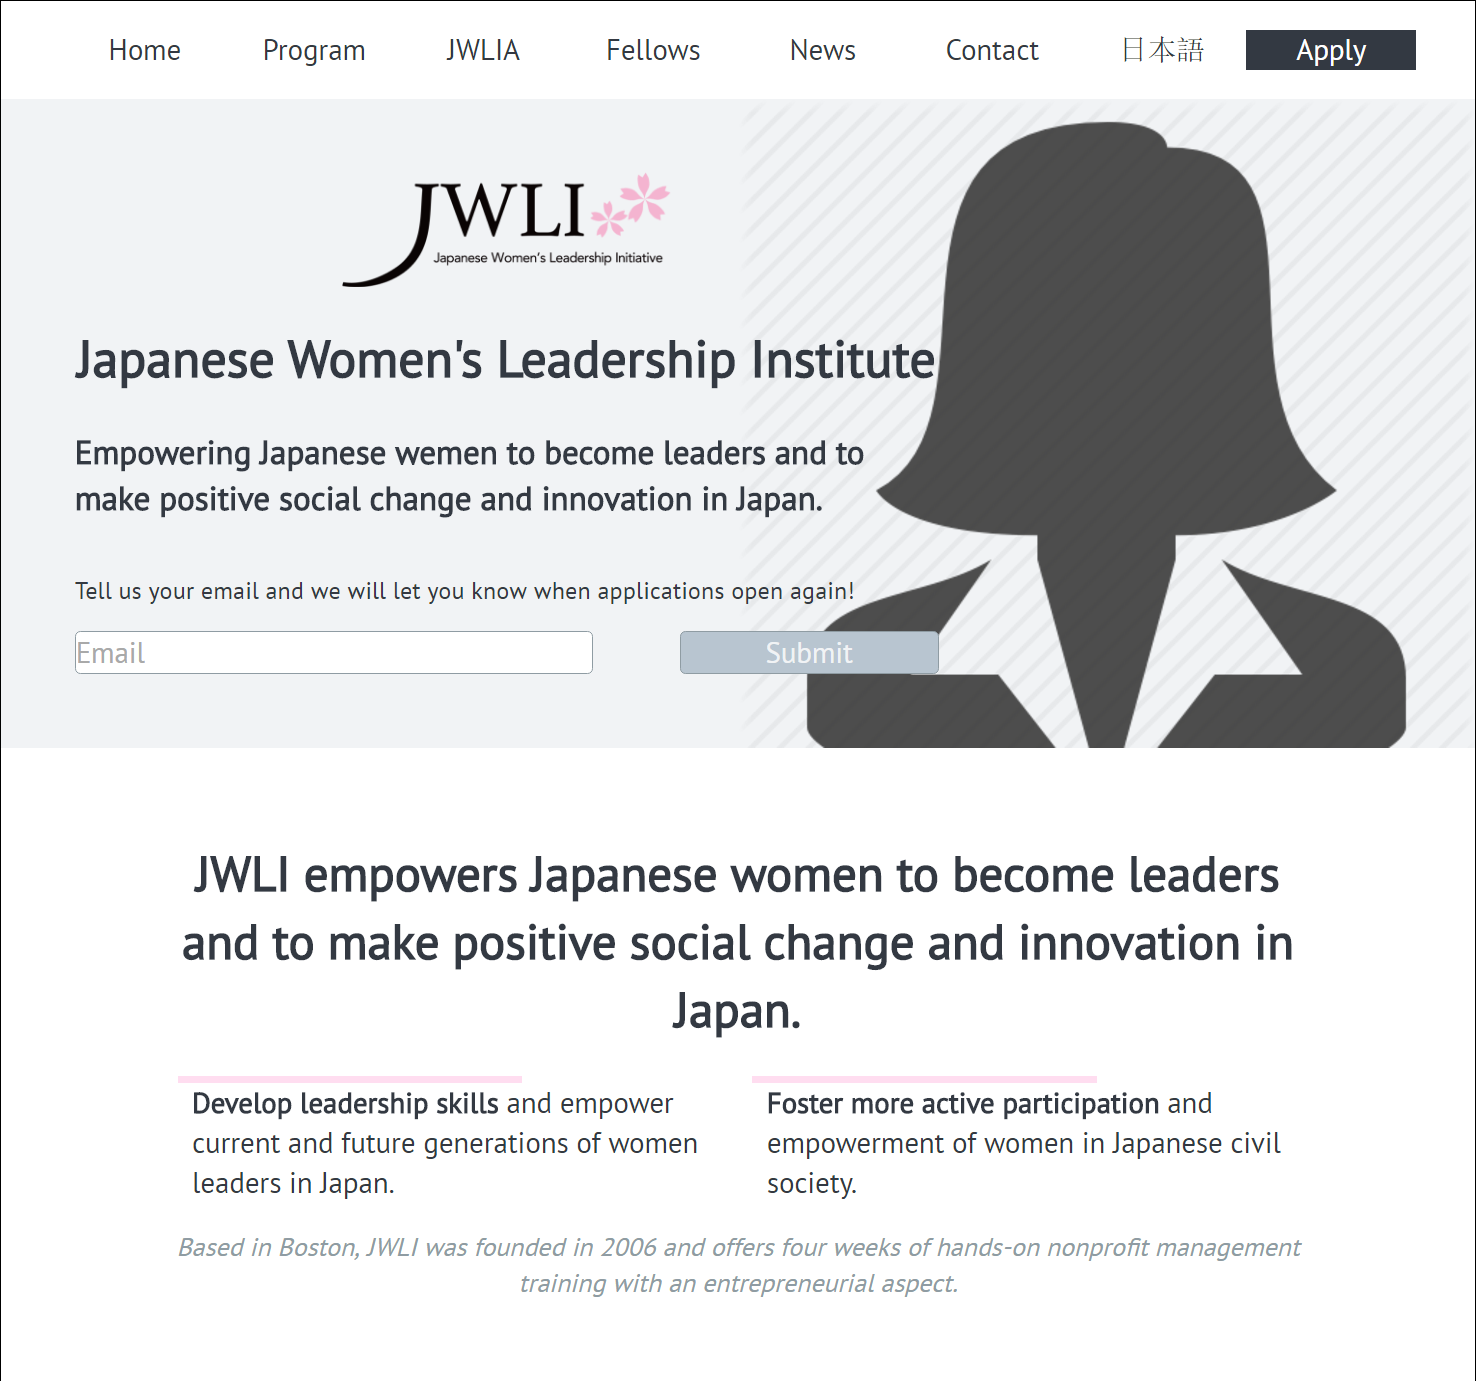 Home Program JWLIA Fellows News Contact 日本語 Apply
JWLI
Japanese Women's Leadership Initiative
Japanese Women's Leadership Institute
Empowering Japanese wemen to become leaders and to
make positive social change and innovation in Japan.
Tell us your email and we will let you know when applications open again!
Email Submit
JWLI empowers Japanese women to become leaders
and to make positive social change and innovation in
Japan.
Develop leadership skills and empower
current and future generations of women
leaders in Japan.
Foster more active participation and
empowerment of women in Japanese civil
society.
Based in Boston, JWLI was founded in 2006 and offers four weeks of hands-on nonprofit management
training with an entrepreneurial aspect.